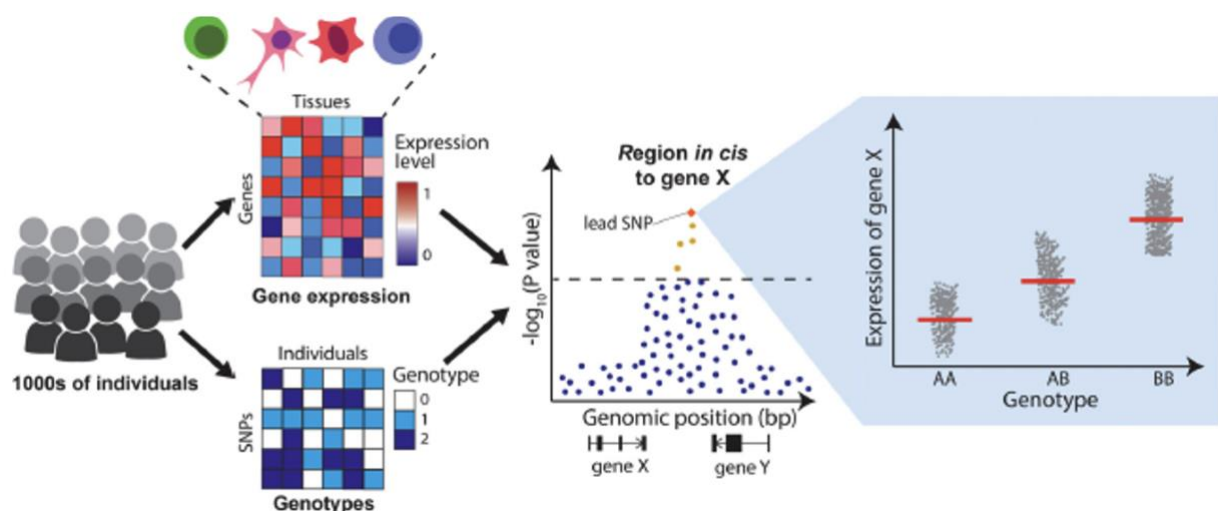 1000s of individuals
Tissues
Genes
Expression
level
1
0
Gene expression
Individuals
SNPs
Genotype
0
1
2
Genotypes
Region in cis
to gene X
lead SNP
-log10(P value)
Genomic position (bp)
gene X
gene Y
Expression of gene X
AA
AB
BB
Genotype